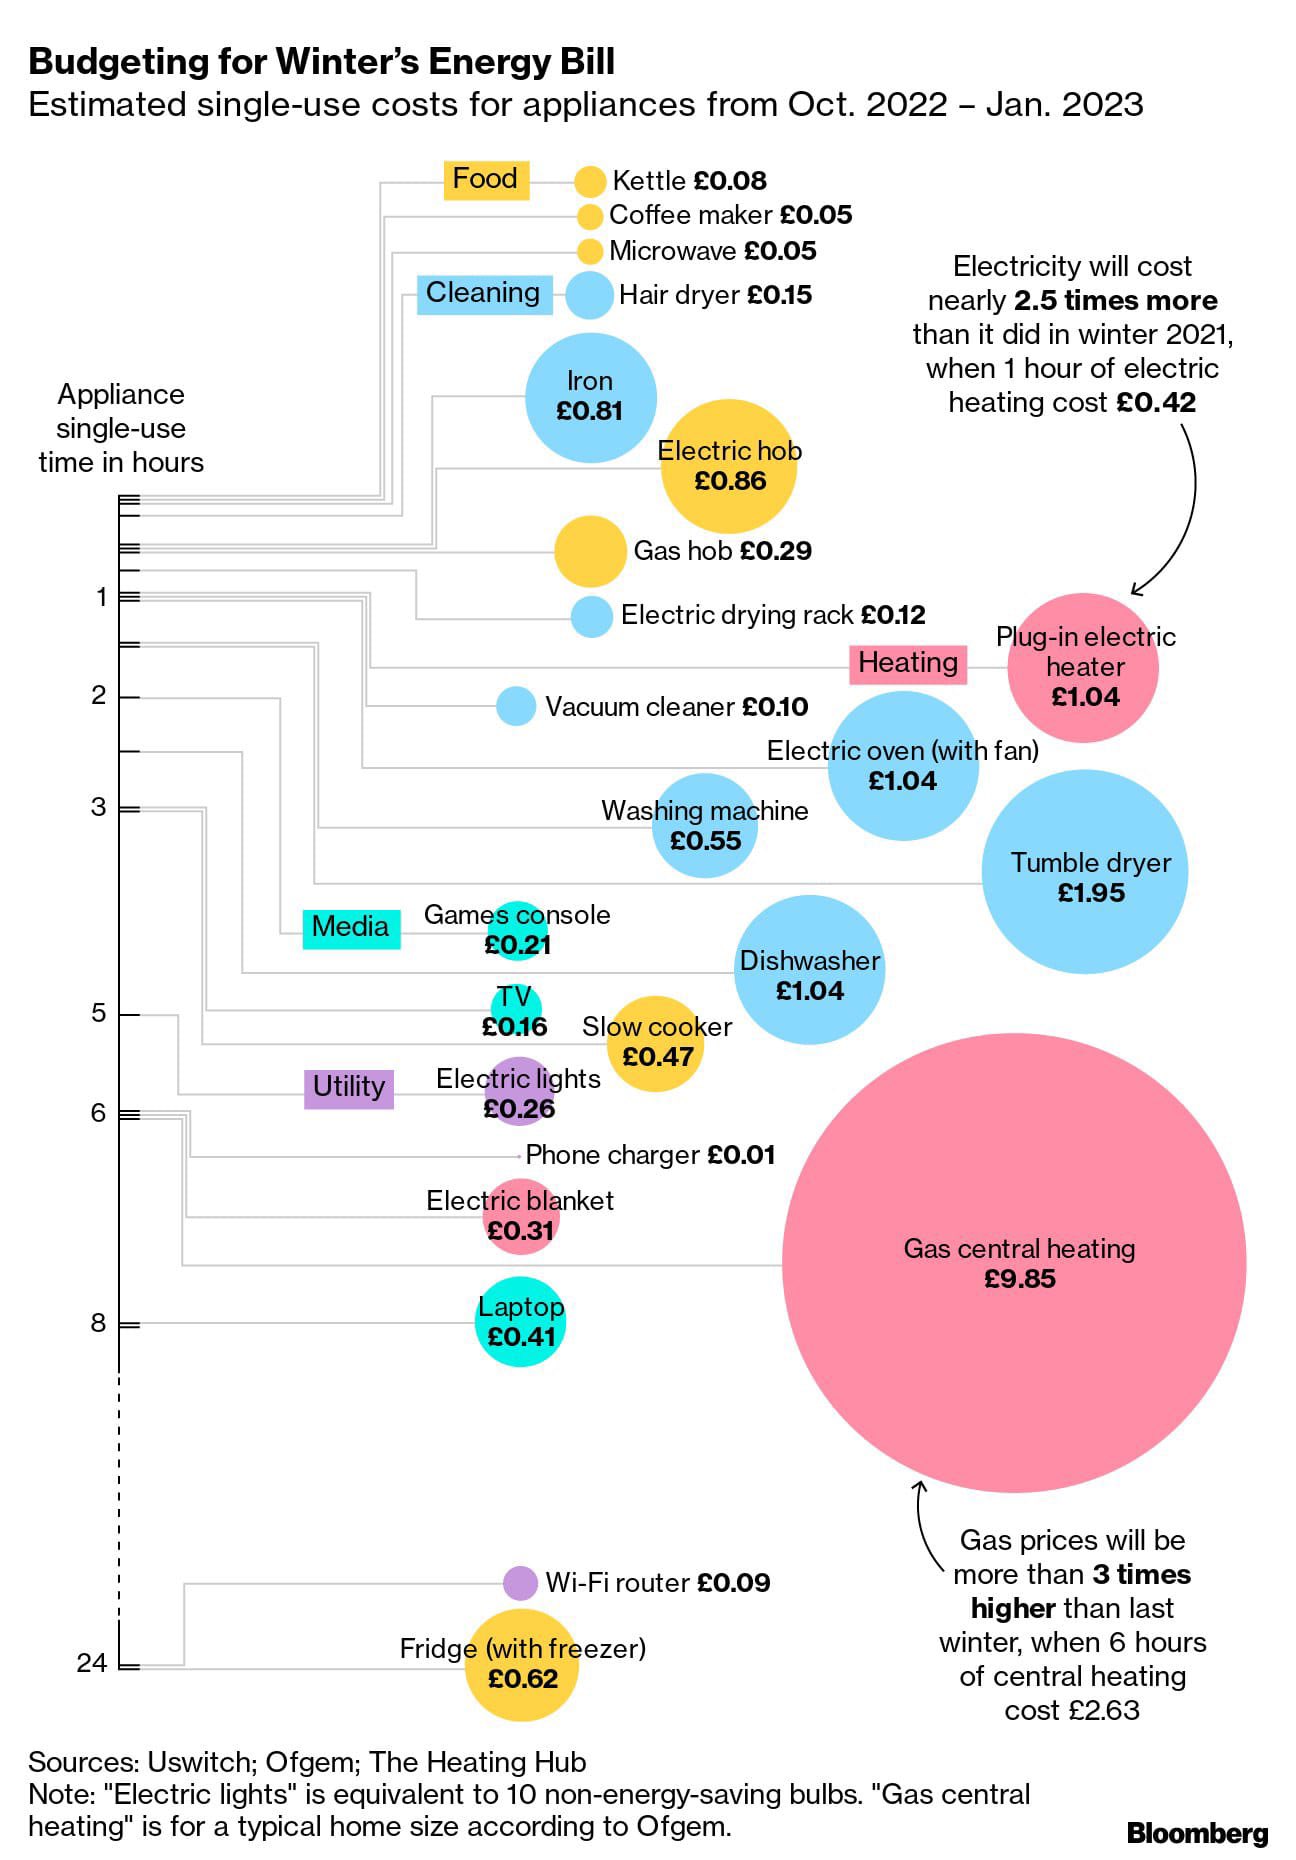 Budgeting for Winter’s Energy Bill
Estimated single-use costs for appliances from Oct. 2022 – Jan. 2023
Food
Kettle £0.08
Coffee maker £0.05
Microwave £0.05
Cleaning
Hair dryer £0.15
Electricity will cost
nearly 2.5 times more
than it did in winter 2021,
when 1 hour of electric
heating cost £0.42
Iron
£0.81
Appliance
single-use
time in hours
Electric hob
£0.86
Gas hob £0.29
1
Electric drying rack £0.12
Heating
Plug-in electric
heater
£1.04
2
Vacuum cleaner £0.10
Electric oven (with fan)
£1.04
3
Washing machine
£0.55
Tumble dryer
£1.95
Media
Games console
£0.21
Dishwasher
£1.04
5
TV
£0.16
Slow cooker
£0.47
Utility
Electric lights
£0.26
6
Phone charger £0.01
Electric blanket
£0.31
Gas central heating
£9.85
8
Laptop
£0.41
Gas prices will be
more than 3 times
higher than last
winter, when 6 hours
of central heating
cost £2.63
Wi-Fi router £0.09
24
Fridge (with freezer)
£0.62
Sources: Uswitch; Ofgem; The Heating Hub
Note: "Electric lights" is equivalent to 10 non-energy-saving bulbs. "Gas central
heating" is for a typical home size according to Ofgem.
Bloomberg